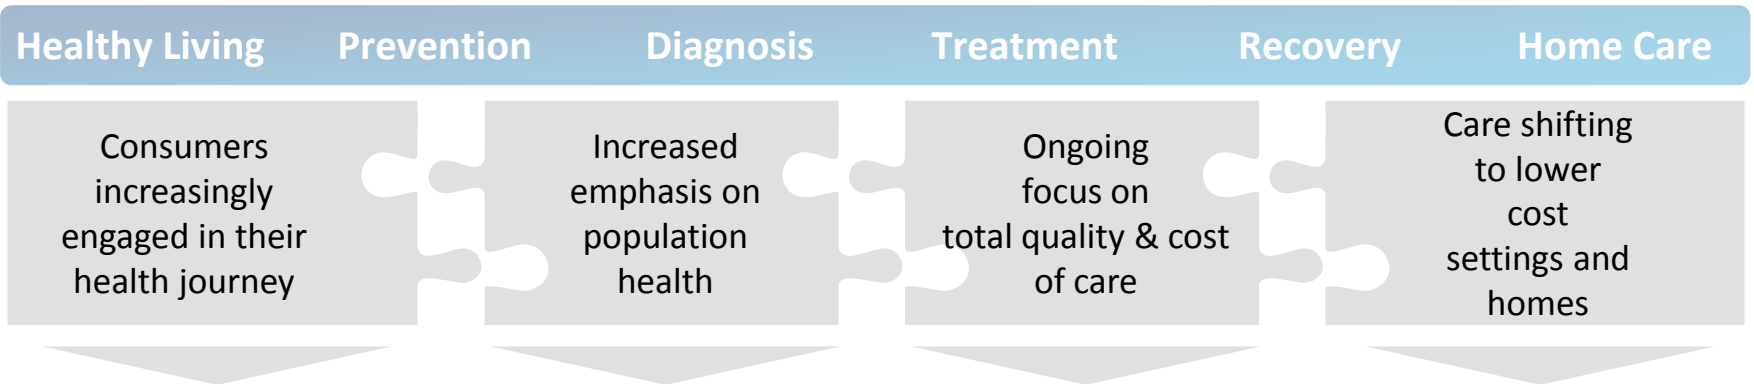 Healthy Living Prevention Diagnosis Treatment Recovery Home Care
Consumers
increasingly
engaged in their
health journey
Increased
emphasis on
population
health
Ongoing
focus on
total quality & cost
of care
Care shifting
to lower
cost
settings and
homes